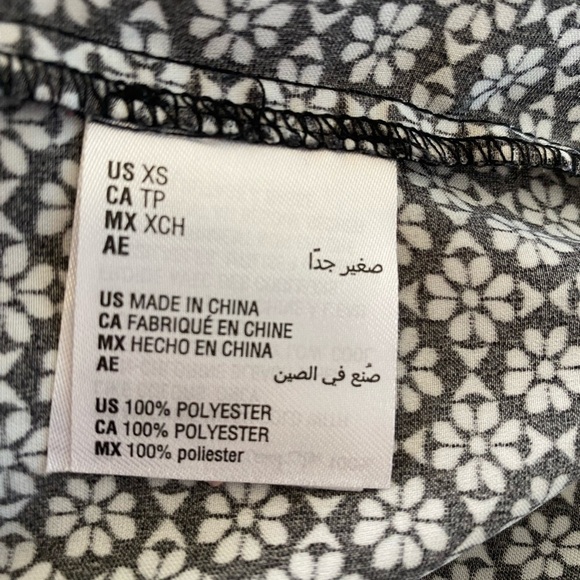 US XS
CA TP
MX XCH
AE صغير جدًا
US MADE IN CHINA
CA FABRIQUÉ EN CHINE
MX HECHO EN CHINA
AE صُنع في الصين
US 100% POLYESTER
CA 100% POLYESTER
MX 100% poliester